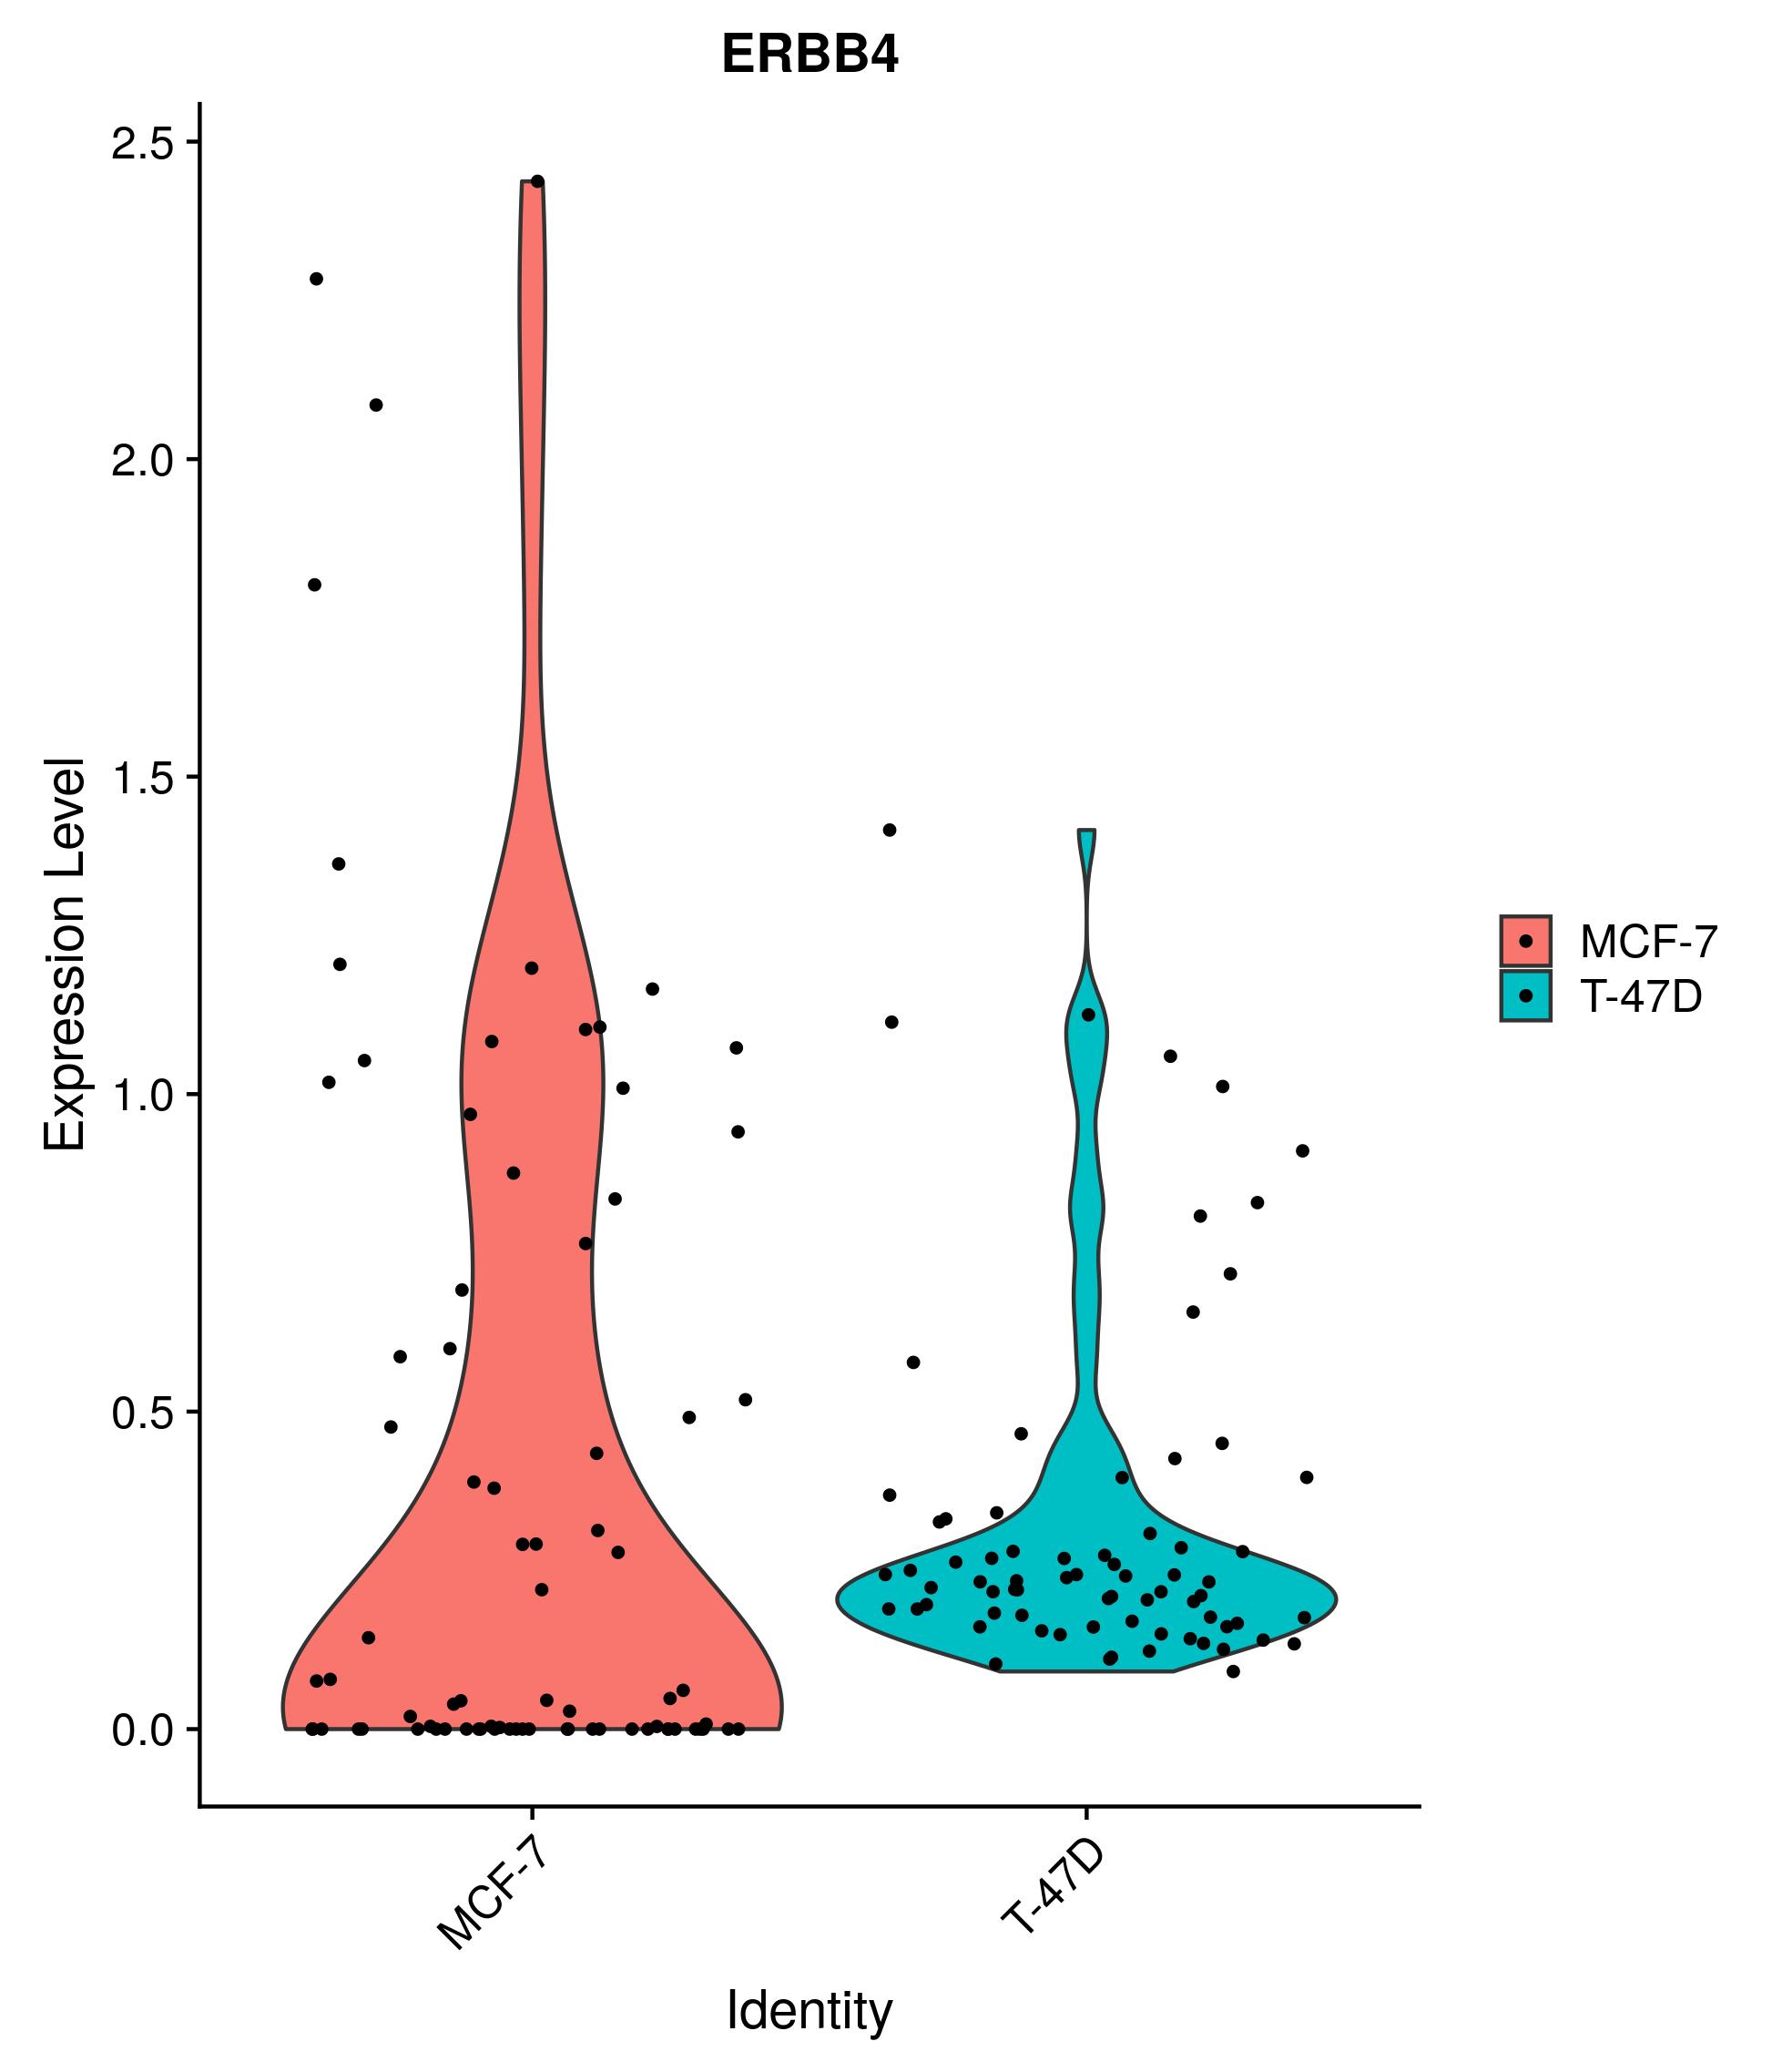 ERBB4
Expression Level
2.5
2.0
1.5
1.0
0.5
0.0
MCF-7
T-47D
Identity
MCF-7
T-47D